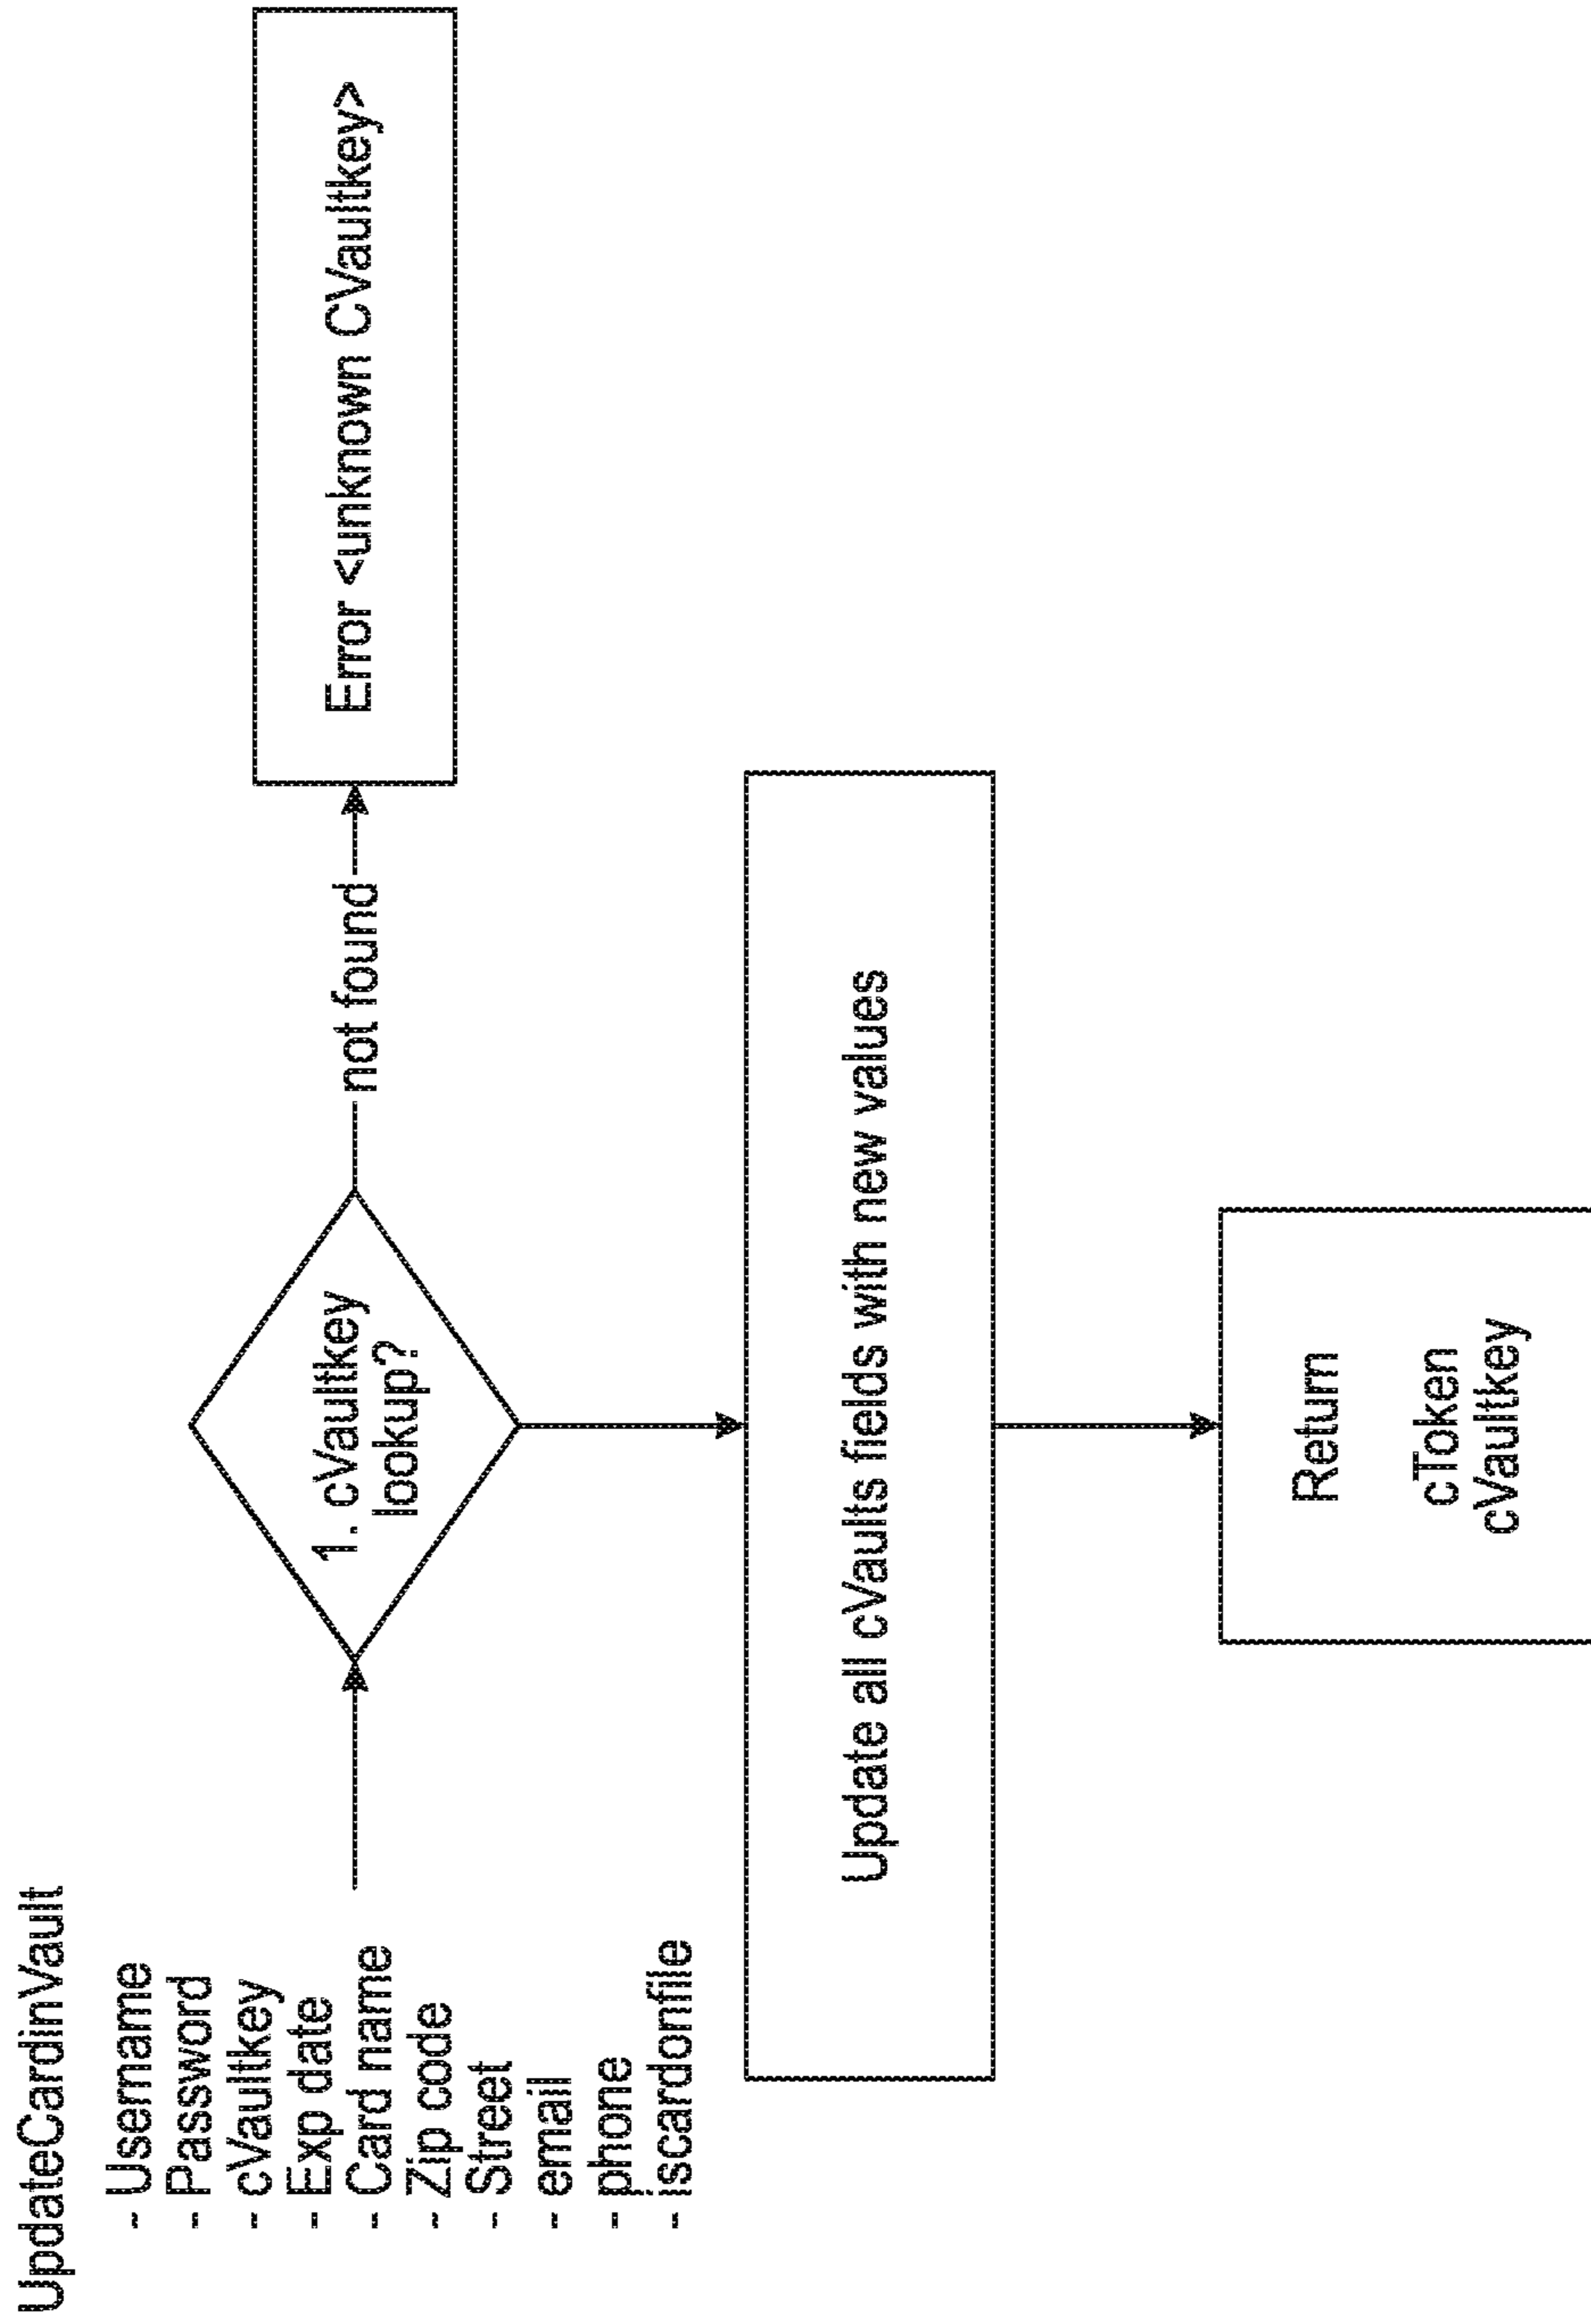 UpdateCardinVault
- Username
- Password
- cVaultkey
- Exp date
- Card name
- Zip code
- Street
- email
- phone
- iscardonfile
1. cVaultkey
lookup?
not found
Error <unknown CVaultkey>
Update all cVaults fields with new values
Return
cToken
cVaultkey